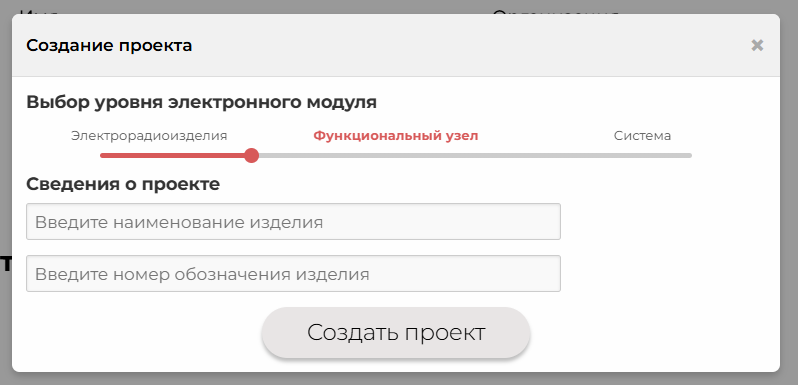 Создание проекта
Выбор уровня электронного модуля
Электрорадиоизделия Функциональный узел Система
Сведения о проекте
Введите наименование изделия
Введите номер обозначения изделия
Создать проект